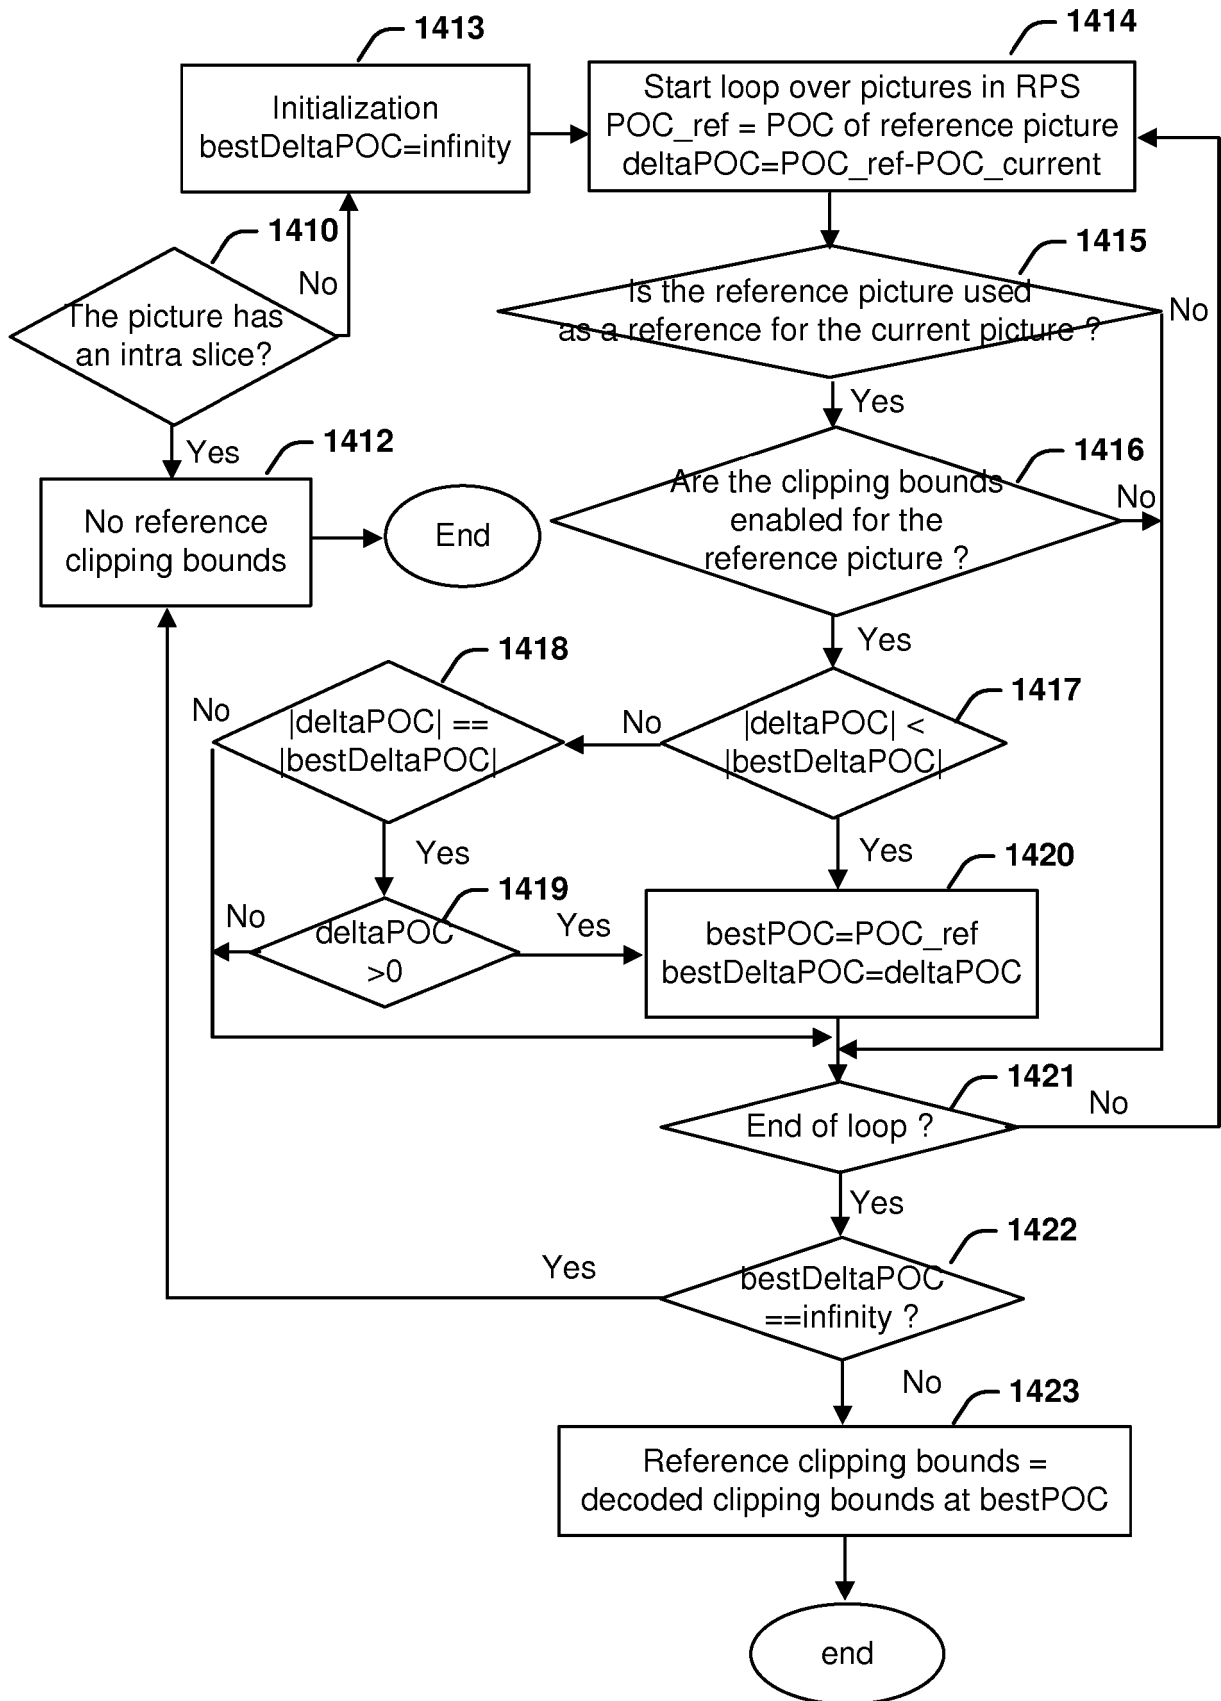 1413
Initialization
bestDeltaPOC=infinity
1414
Start loop over pictures in RPS
POC_ref = POC of reference picture
deltaPOC=POC_ref-POC_current
1410
No
The picture has
an intra slice?
Yes
1415
Is the reference picture used
as a reference for the current picture ?
No
Yes
1412
No reference
clipping bounds
End
1416
Are the clipping bounds
enabled for the
reference picture ?
No
Yes
1418
No
|deltaPOC| ==
|bestDeltaPOC|
No
1417
|deltaPOC| <
|bestDeltaPOC|
Yes
Yes
1419
No
deltaPOC
>0
Yes
1420
bestPOC=POC_ref
bestDeltaPOC=deltaPOC
1421
End of loop ?
No
Yes
1422
Yes
bestDeltaPOC
==infinity ?
No
1423
Reference clipping bounds =
decoded clipping bounds at bestPOC
end